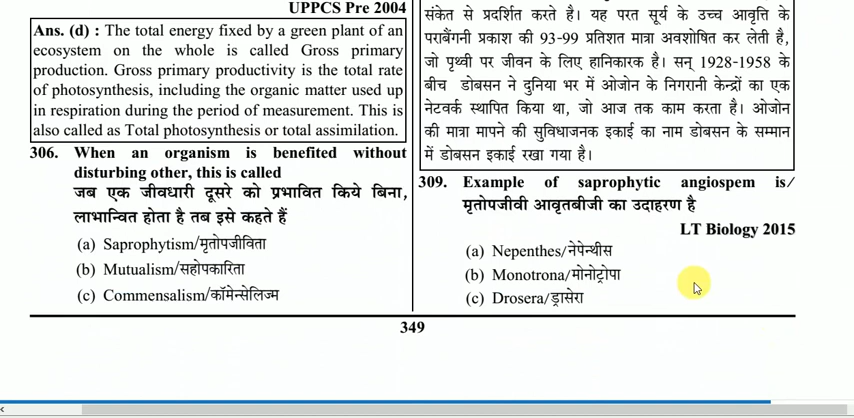 UPPCS Pre 2004
Ans. (d) : The total energy fixed by a green plant of an
ecosystem on the whole is called Gross primary
production. Gross primary productivity is the total rate
of photosynthesis, including the organic matter used up
in respiration during the period of measurement. This is
also called as Total photosynthesis or total assimilation.
306. When an organism is benefited without
disturbing other, this is called
जब एक जीवधारी दूसरे को प्रभावित किये बिना,
लाभान्वित होता है तब इसे कहते हैं
(a) Saprophytism/मृतोपजीविता
(b) Mutualism/सहोपकारिता
(c) Commensalism/कॉमेन्सेलिज्म
संकेत से प्रदर्शित करते है। यह परत सूर्य के उच्च आवृत्ति के
पराबैंगनी प्रकाश की 93-99 प्रतिशत मात्रा अवशोषित कर लेती है,
जो पृथ्वी पर जीवन के लिए हानिकारक है। सन् 1928-1958 के
बीच डोबसन ने दुनिया भर में ओजोन के निगरानी केन्द्रों का एक
नेटवर्क स्थापित किया था, जो आज तक काम करता है। ओजोन
की मात्रा मापने की सुविधाजनक इकाई का नाम डोबसन के सम्मान
में डोबसन इकाई रखा गया है।
309. Example of saprophytic angiospem is/
मृतोपजीवी आवृतबीजी का उदाहरण है
LT Biology 2015
(a) Nepenthes/नेपेन्थीस
(b) Monotrona/मोनोट्रोपा
(c) Drosera/ड्रासेरा
349